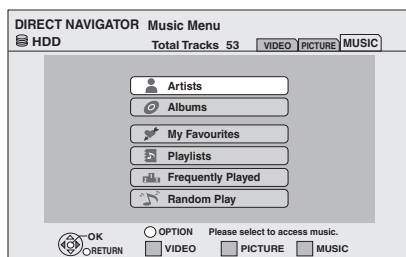 DIRECT NAVIGATOR Music Menu
HDD Total Tracks 53 VIDEO PICTURE MUSIC
Artists
Albums
My Favourites
Playlists
Frequently Played
Random Play
OK OPTION Please select to access music.
RETURN VIDEO PICTURE MUSIC